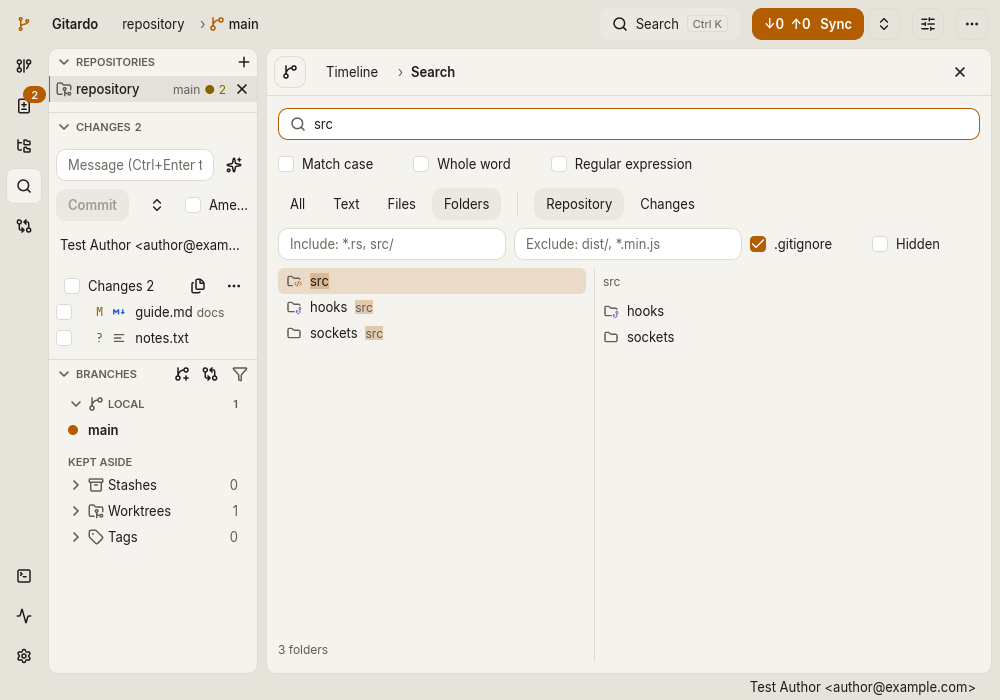 Gitardo repository › main Search Ctrl K ↓0 ↑0 Sync
REPOSITORIES
repository main 2
2
CHANGES 2
Message (Ctrl+Enter t
Commit Ame...
Test Author <author@exam...
Changes 2
M guide.md docs
? notes.txt
BRANCHES
LOCAL 1
main
KEPT ASIDE
Stashes 0
Worktrees 1
Tags 0
Timeline › Search
src
Match case Whole word Regular expression
All Text Files Folders Repository Changes
Include: *.rs, src/ Exclude: dist/, *.min.js .gitignore Hidden
src
hooks src
sockets src
src
hooks
sockets
3 folders
Test Author <author@example.com>